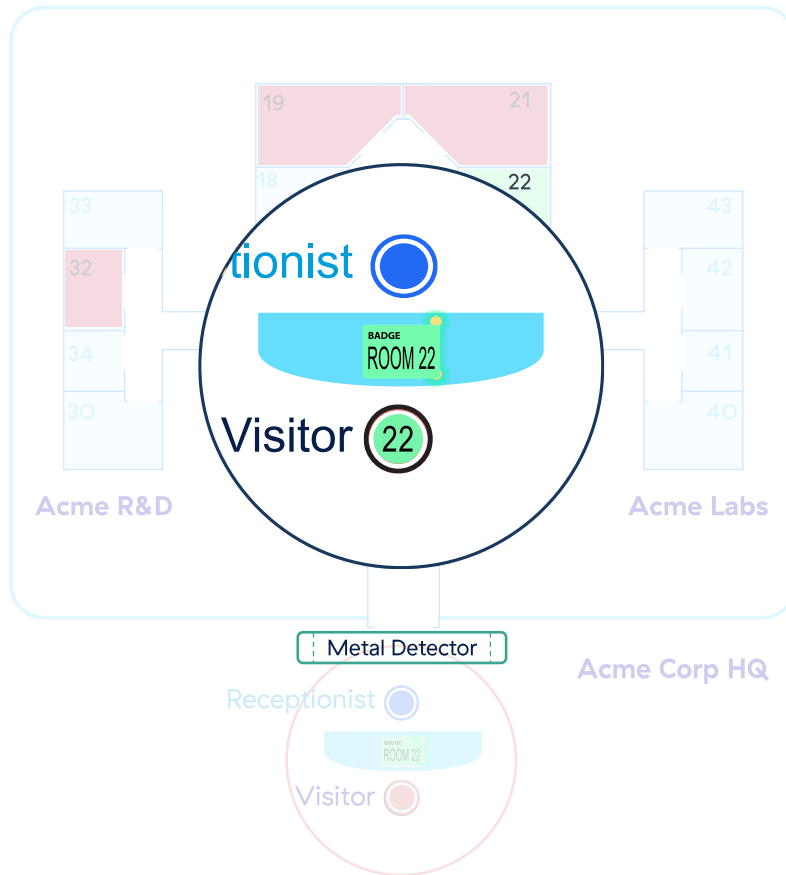 19
21
18
22
33
43
32
42
34
41
30
40
tionist
BADGE
ROOM 22
Visitor
22
Acme R&D
Acme Labs
Metal Detector
Acme Corp HQ
Receptionist
BADGE
ROOM 22
Visitor